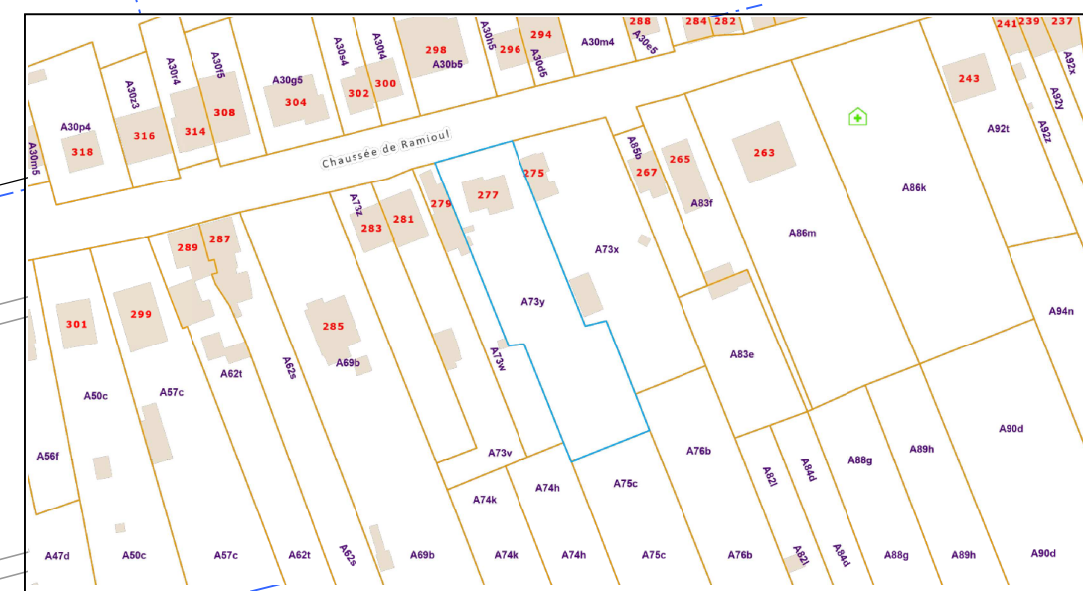 288
284
282
241
239
237
A30h5
294
A30t4
A30s4
298
296
A30m4
A30e5
A30f5
A30r4
A30b5
A30d5
A92x
A30g5
300
243
A30z3
302
304
308
A92y
A30p4
316
314
A92t
A92z
Chaussée de Ramioul
A85b
A30m5
318
265
263
275
267
A86k
277
A73z
279
A83f
283
281
289
287
A86m
A73x
A73y
A94n
301
299
285
A83e
A73w
A69b
A62s
A62t
A50c
A57c
A90d
A56f
A73v
A76b
A89h
A88g
A84d
A82l
A75c
A74h
A74k
A47d
A50c
A57c
A62t
A62s
A69b
A74k
A74h
A75c
A76b
A82l
A84d
A88g
A89h
A90d